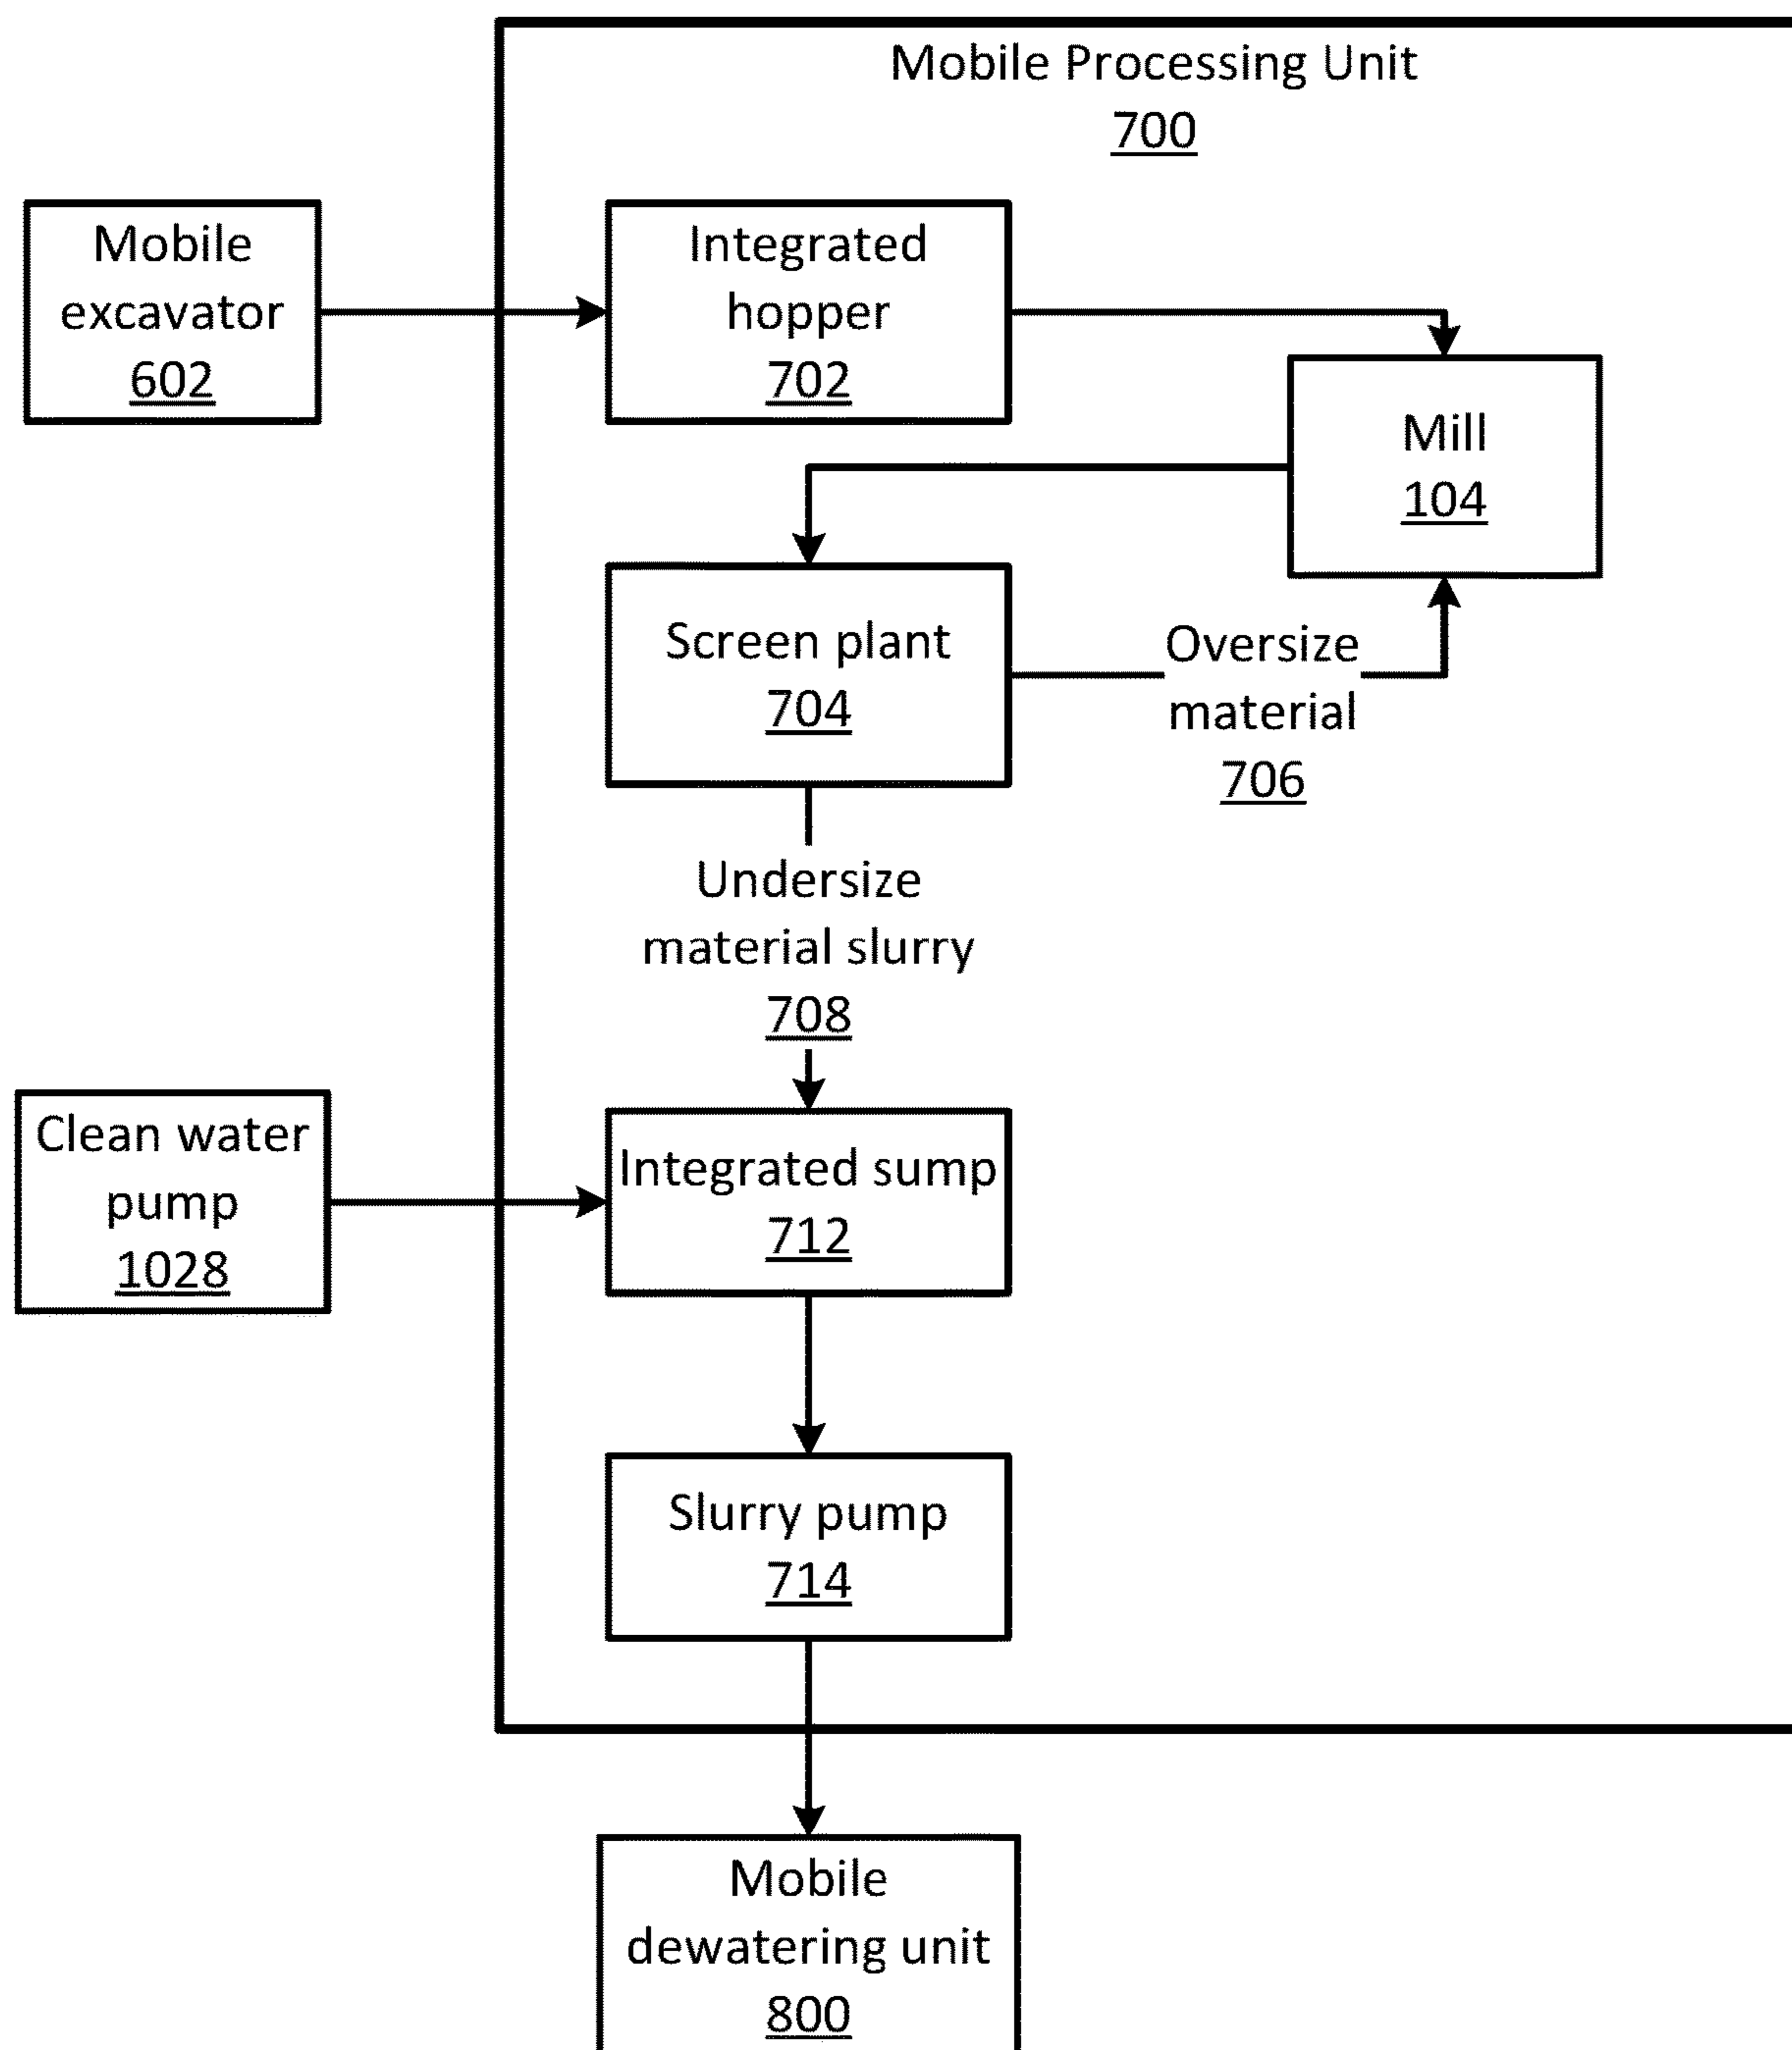 Mobile Processing Unit
700
Mobile
excavator
602
Integrated
hopper
702
Mill
104
Screen plant
704
Oversize
material
706
Undersize
material slurry
708
Clean water
pump
1028
Integrated sump
712
Slurry pump
714
Mobile
dewatering unit
800